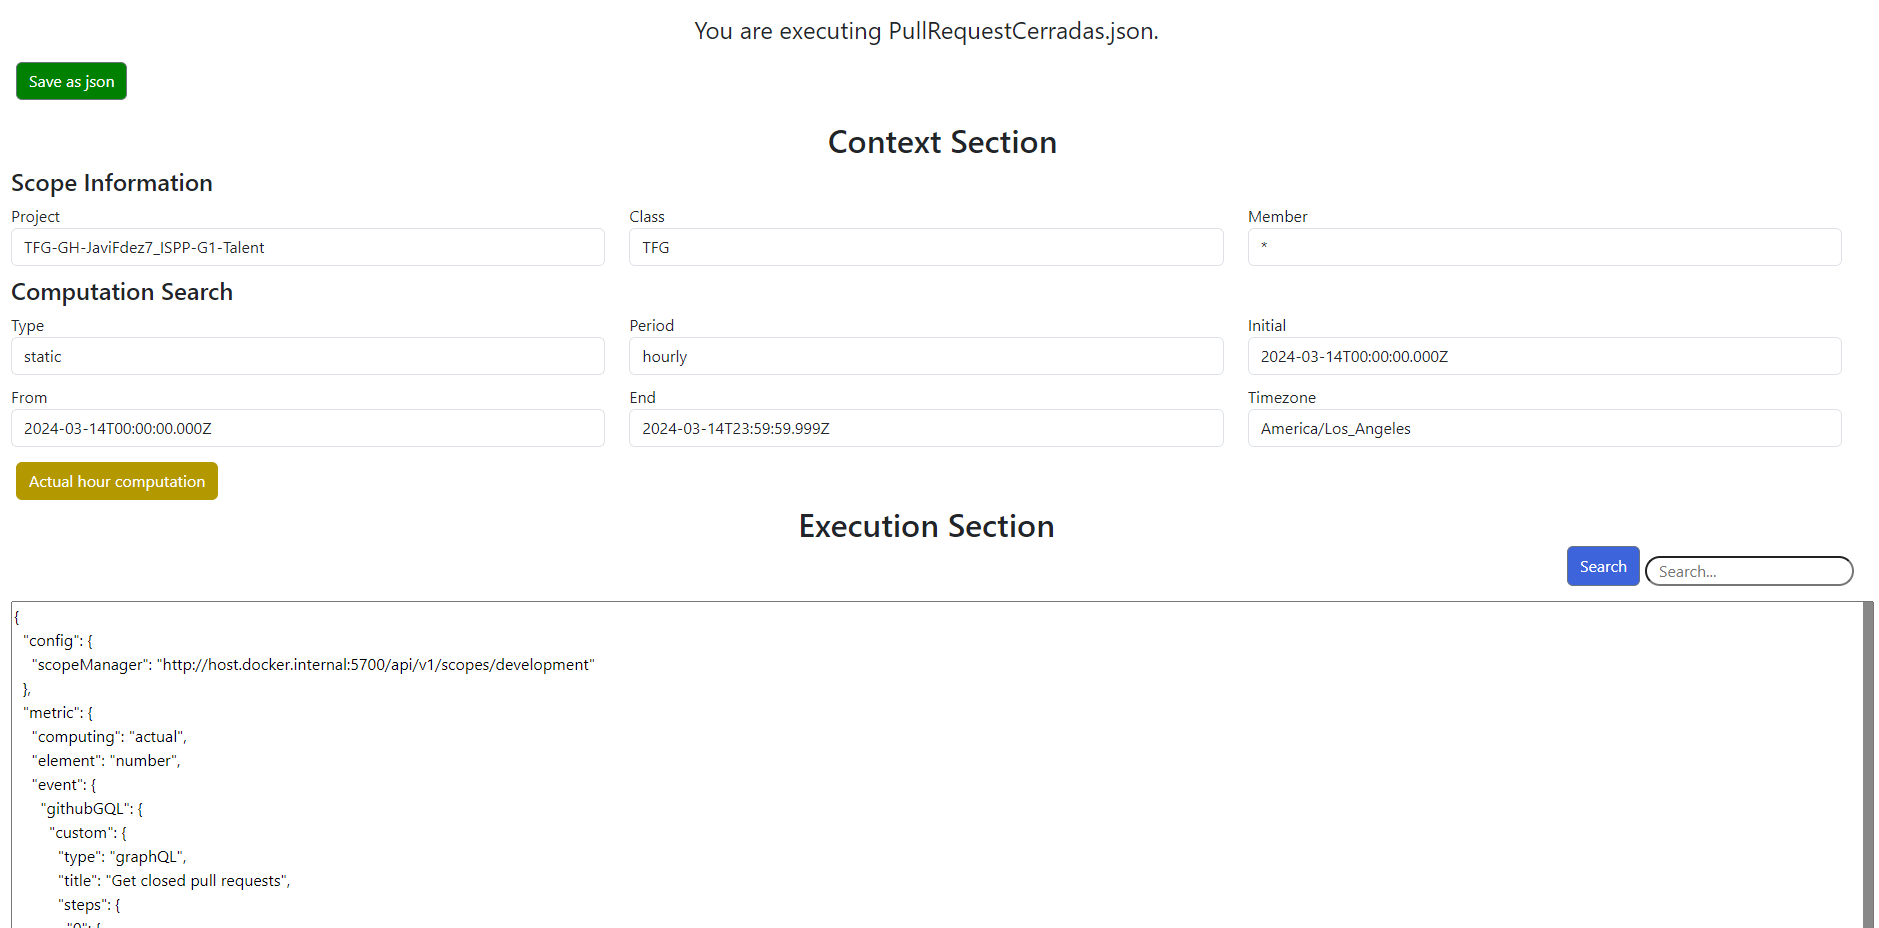 You are executing PullRequestCerradas.json.
Save as json
Context Section
Scope Information
Project Class Member
TFG-GH-JaviFdez7_ISPP-G1-Talent TFG *
Computation Search
Type Period Initial
static hourly 2024-03-14T00:00:00.000Z
From End Timezone
2024-03-14T00:00:00.000Z 2024-03-14T23:59:59.999Z America/Los_Angeles
Actual hour computation
Execution Section
Search Search...
{
"config": {
"scopeManager": "http://host.docker.internal:5700/api/v1/scopes/development"
},
"metric": {
"computing": "actual",
"element": "number",
"event": {
"githubGQL": {
"custom": {
"type": "graphQL",
"title": "Get closed pull requests",
"steps": {
"0": {